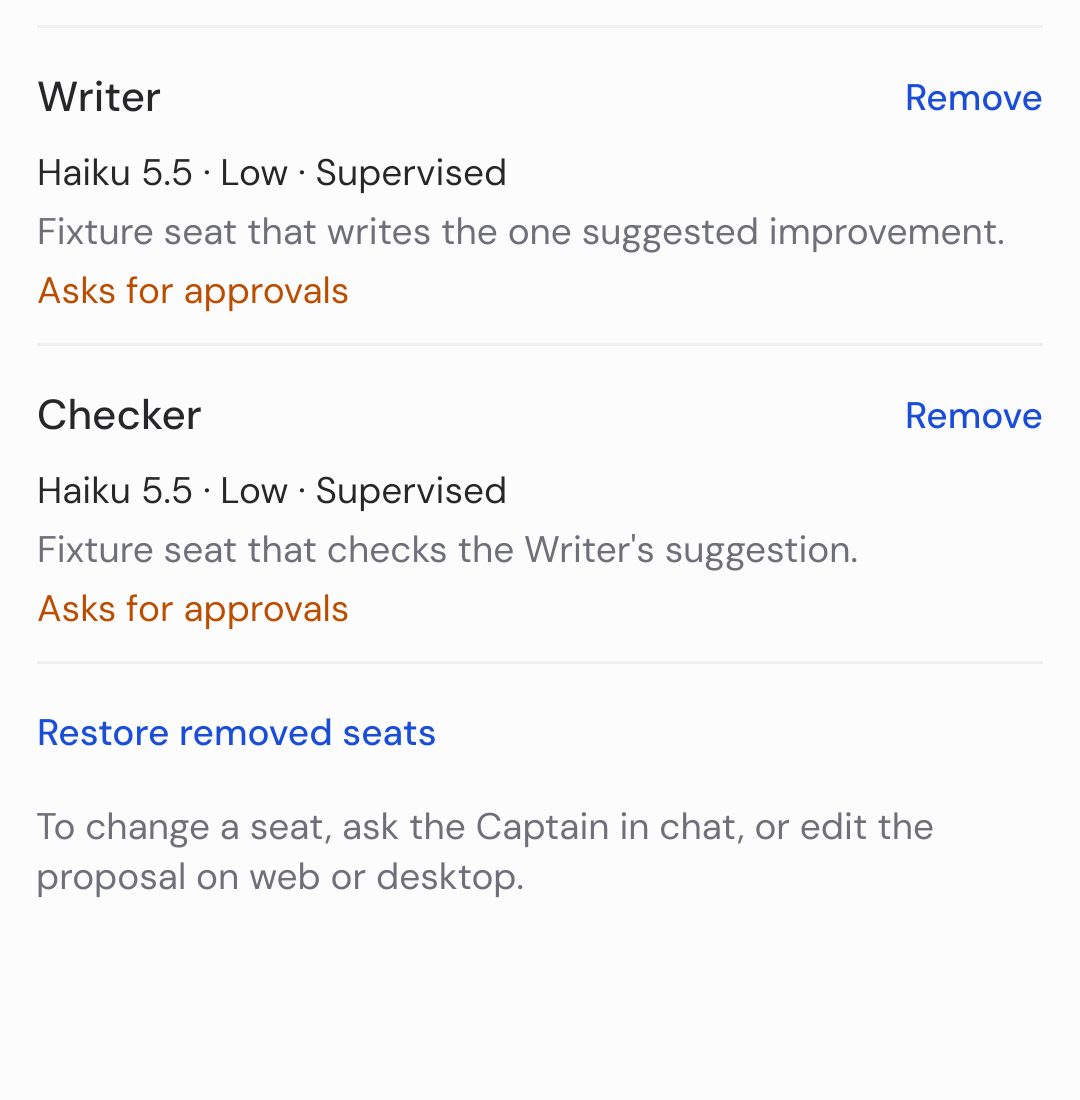 Writer
Remove
Haiku 5.5 · Low · Supervised
Fixture seat that writes the one suggested improvement.
Asks for approvals
Checker
Remove
Haiku 5.5 · Low · Supervised
Fixture seat that checks the Writer's suggestion.
Asks for approvals
Restore removed seats
To change a seat, ask the Captain in chat, or edit the
proposal on web or desktop.